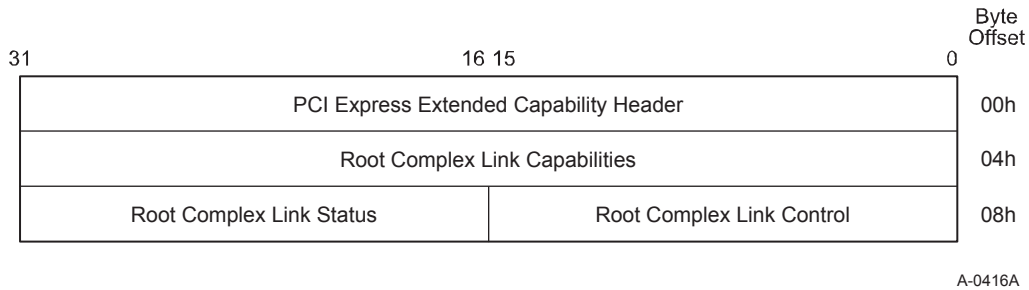 Byte
Offset
31 16 15 0
PCI Express Extended Capability Header 00h
Root Complex Link Capabilities 04h
Root Complex Link Status Root Complex Link Control 08h
A-0416A